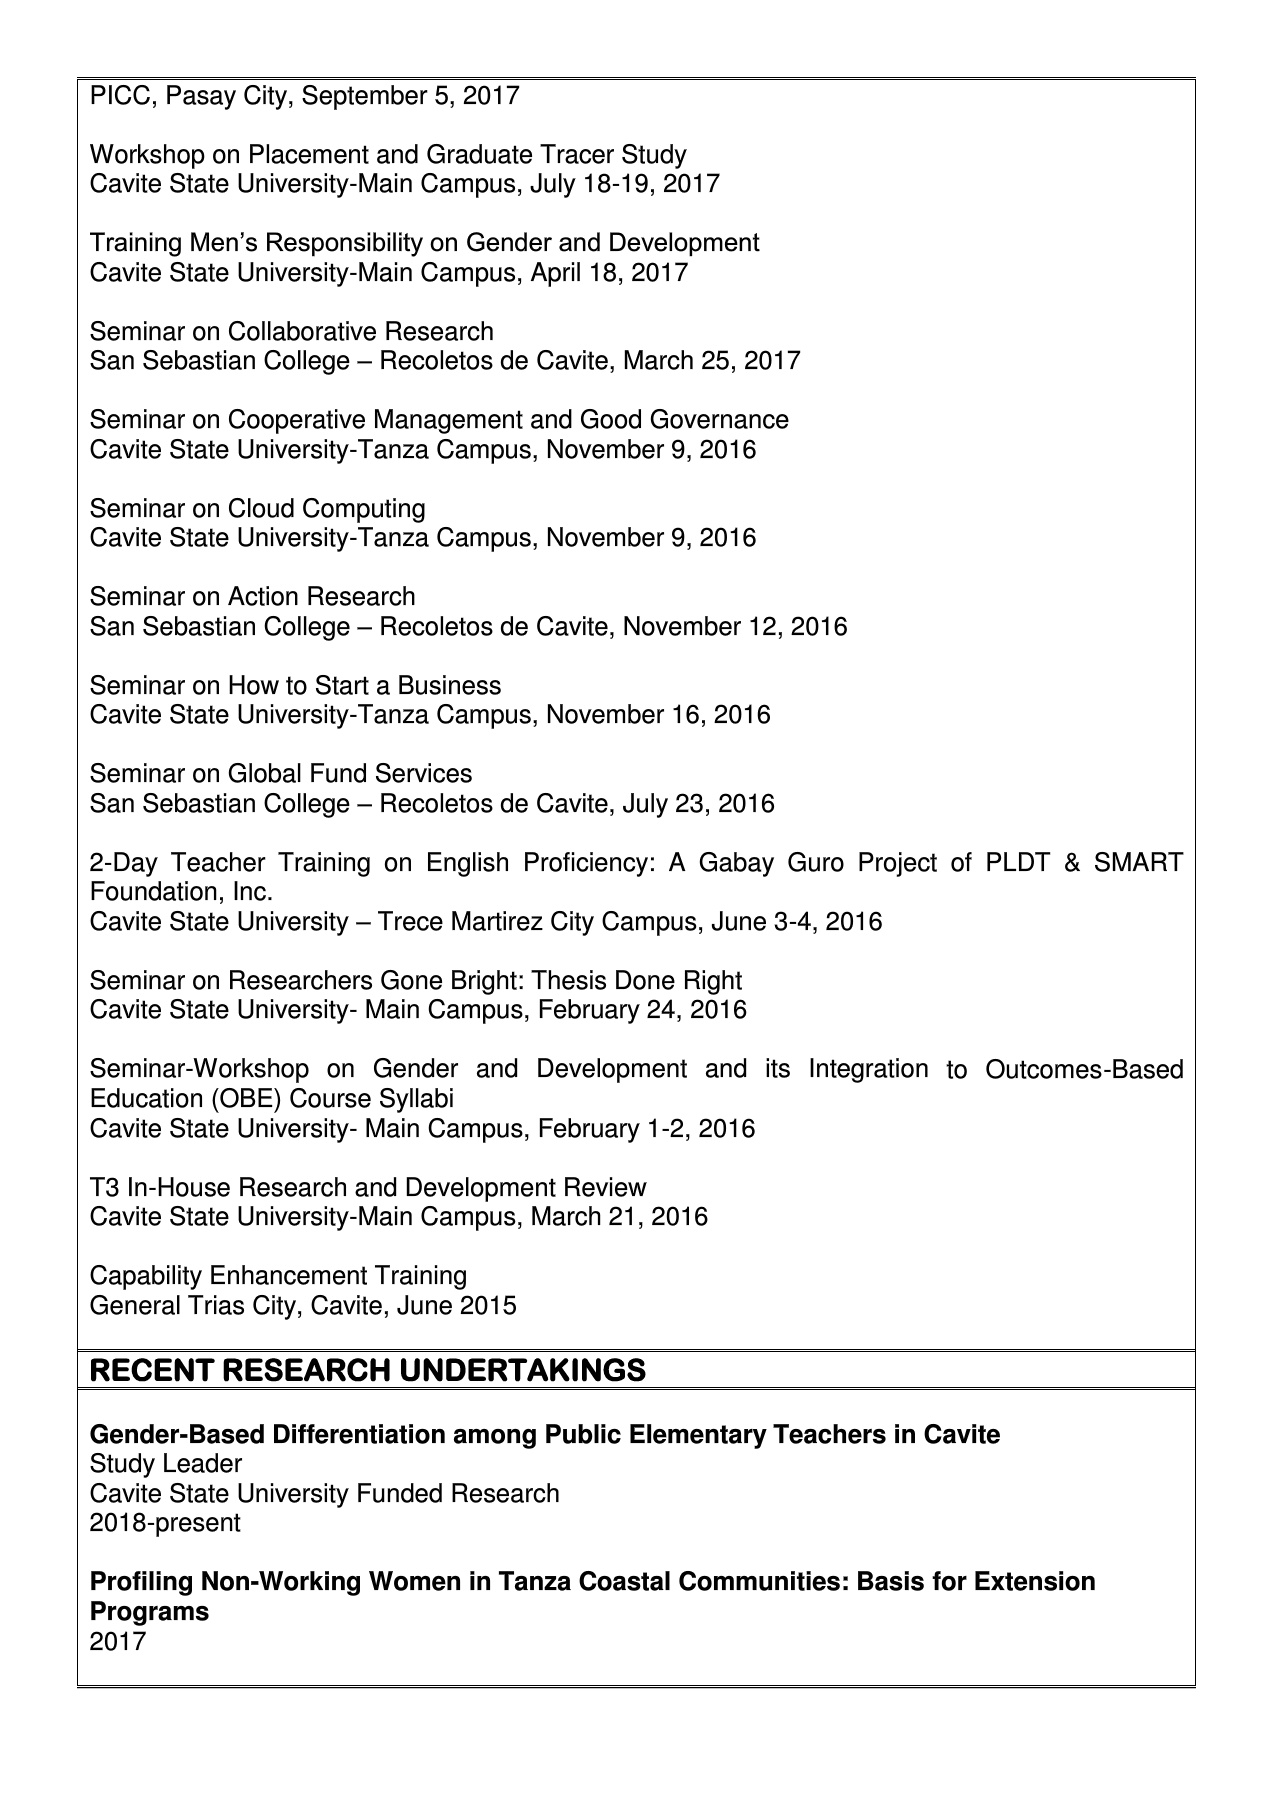 PICC, Pasay City, September 5, 2017
Workshop on Placement and Graduate Tracer Study
Cavite State University-Main Campus, July 18-19, 2017
Training Men’s Responsibility on Gender and Development
Cavite State University-Main Campus, April 18, 2017
Seminar on Collaborative Research
San Sebastian College – Recoletos de Cavite, March 25, 2017
Seminar on Cooperative Management and Good Governance
Cavite State University-Tanza Campus, November 9, 2016
Seminar on Cloud Computing
Cavite State University-Tanza Campus, November 9, 2016
Seminar on Action Research
San Sebastian College – Recoletos de Cavite, November 12, 2016
Seminar on How to Start a Business
Cavite State University-Tanza Campus, November 16, 2016
Seminar on Global Fund Services
San Sebastian College – Recoletos de Cavite, July 23, 2016
2-Day Teacher Training on English Proficiency: A Gabay Guro Project of PLDT & SMART
Foundation, Inc.
Cavite State University – Trece Martirez City Campus, June 3-4, 2016
Seminar on Researchers Gone Bright: Thesis Done Right
Cavite State University- Main Campus, February 24, 2016
Seminar-Workshop on Gender and Development and its Integration to Outcomes-Based
Education (OBE) Course Syllabi
Cavite State University- Main Campus, February 1-2, 2016
T3 In-House Research and Development Review
Cavite State University-Main Campus, March 21, 2016
Capability Enhancement Training
General Trias City, Cavite, June 2015
RECENT RESEARCH UNDERTAKINGS
Gender-Based Differentiation among Public Elementary Teachers in Cavite
Study Leader
Cavite State University Funded Research
2018-present
Profiling Non-Working Women in Tanza Coastal Communities: Basis for Extension
Programs
2017